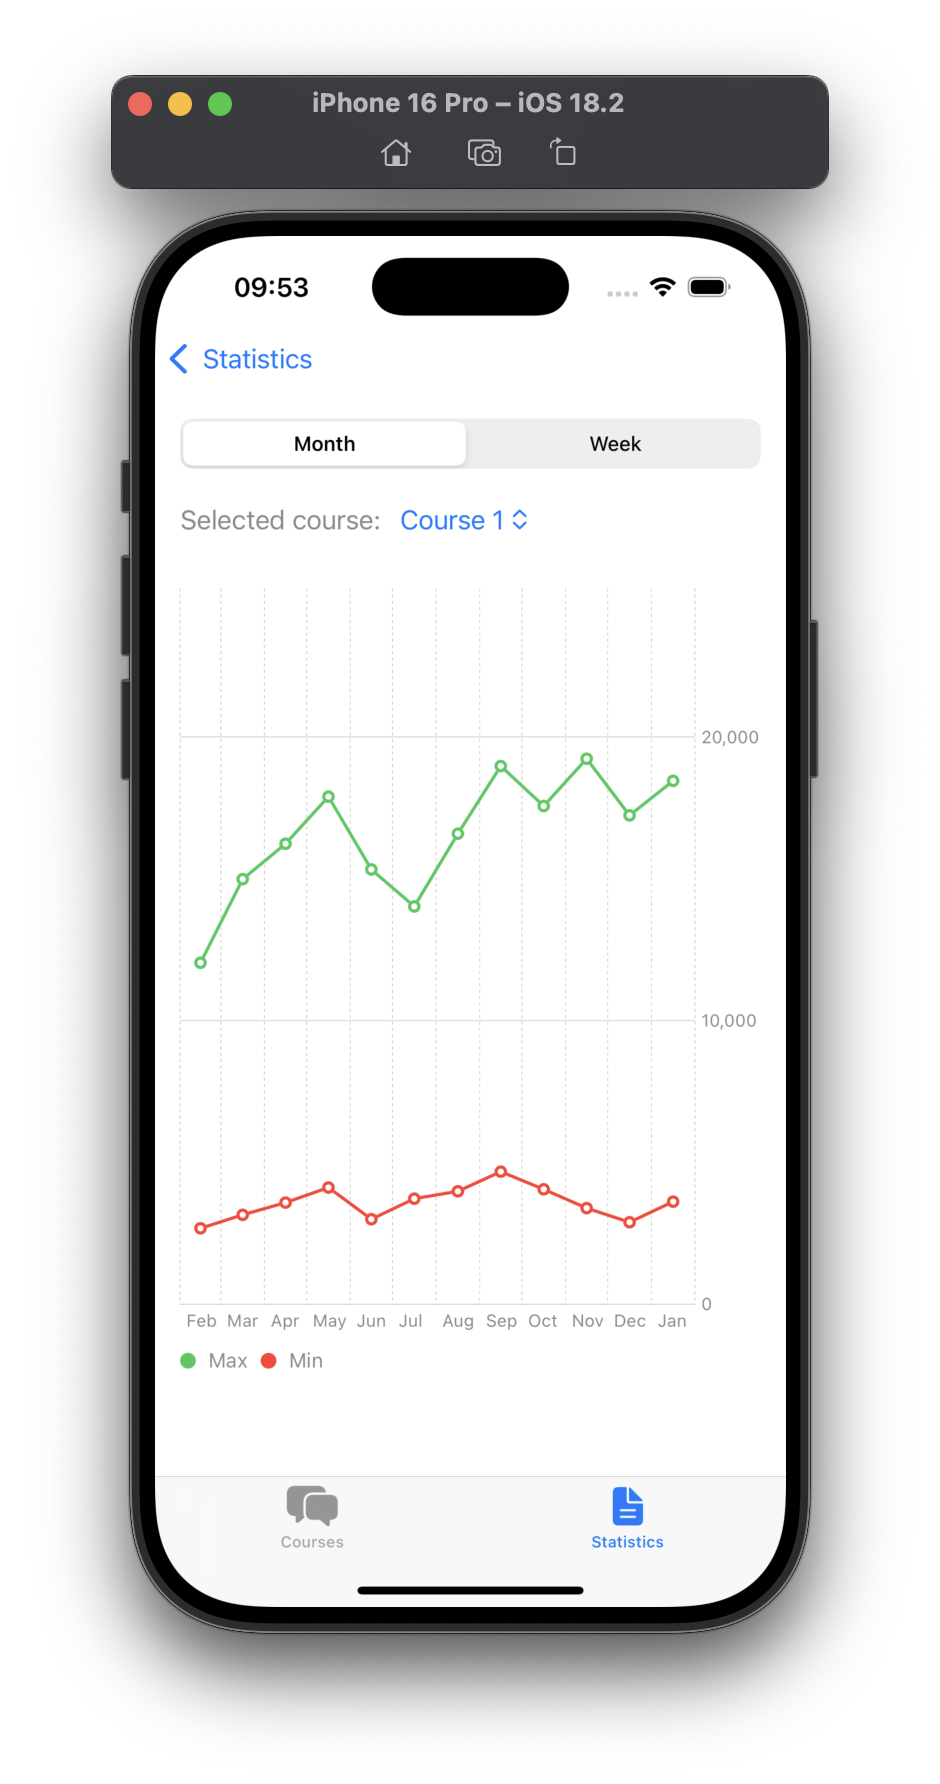 iPhone 16 Pro – iOS 18.2
09:53
Statistics
Month Week
Selected course: Course 1
20,000
10,000
0
Feb Mar Apr May Jun Jul Aug Sep Oct Nov Dec Jan
Max Min
Courses Statistics